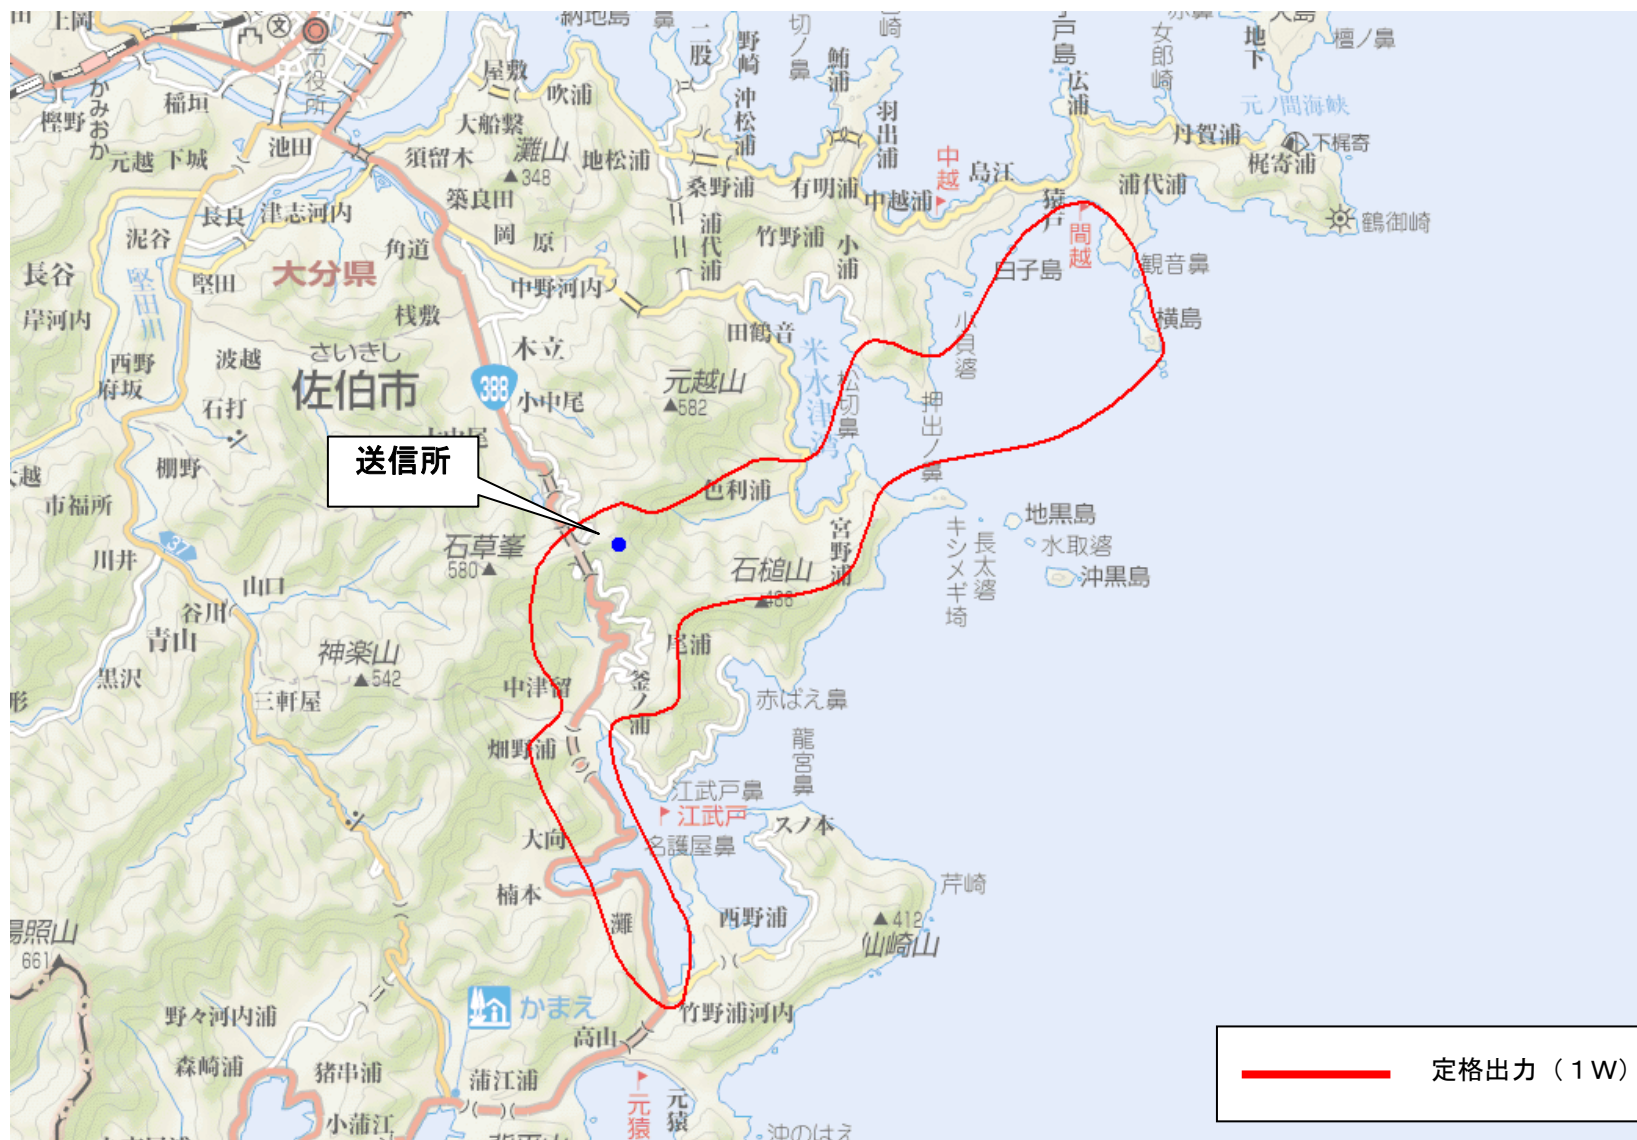 上岡
納地島
二股
野崎
切ノ鼻
鮪浦
戸島
広浦
女郎崎
地下
檀ノ鼻
市役所
屋敷
吹浦
沖松浦
羽出浦
元ノ間海峡
かみおか
稲垣
樫野
大船繋
丹賀浦
下梶寄
元越
下城
池田
須留木
灘山
348
地松浦
桑野浦
有明浦
中越浦
中越
島江
猿戸
浦代浦
梶寄浦
鶴御崎
長良
津志河内
築良田
泥谷
角道
岡
原
浦代浦
竹野浦
小浦
間越
観音鼻
長谷
堅田川
堅田
大分県
中野河内
白子島
岸河内
桟敷
木立
田鶴音
横島
西野
波越
さいきし
佐伯市
388
元越山
582
米水津湾
松切鼻
小貝婆
押出ノ鼻
府坂
石打
小中尾
送信所
棚野
市福所
色利浦
宮野浦
キシメギ埼
長太婆
地黒島
水取婆
沖黒島
川井
37
石草峯
580
石槌山
486
山口
谷川
青山
神楽山
542
尾浦
黒沢
三軒屋
中津留
釜ノ浦
赤ばえ鼻
畑野浦
龍宮鼻
江武戸鼻
江武戸
スノ本
大向
名護屋鼻
楠本
灘
西野浦
芹崎
412
仙崎山
陽照山
661
かまえ
野々河内浦
竹野浦河内
高山
森崎浦
猪串浦
蒲江浦
小蒲江
元猿
元猿
沖のはえ
定格出力（１Ｗ）